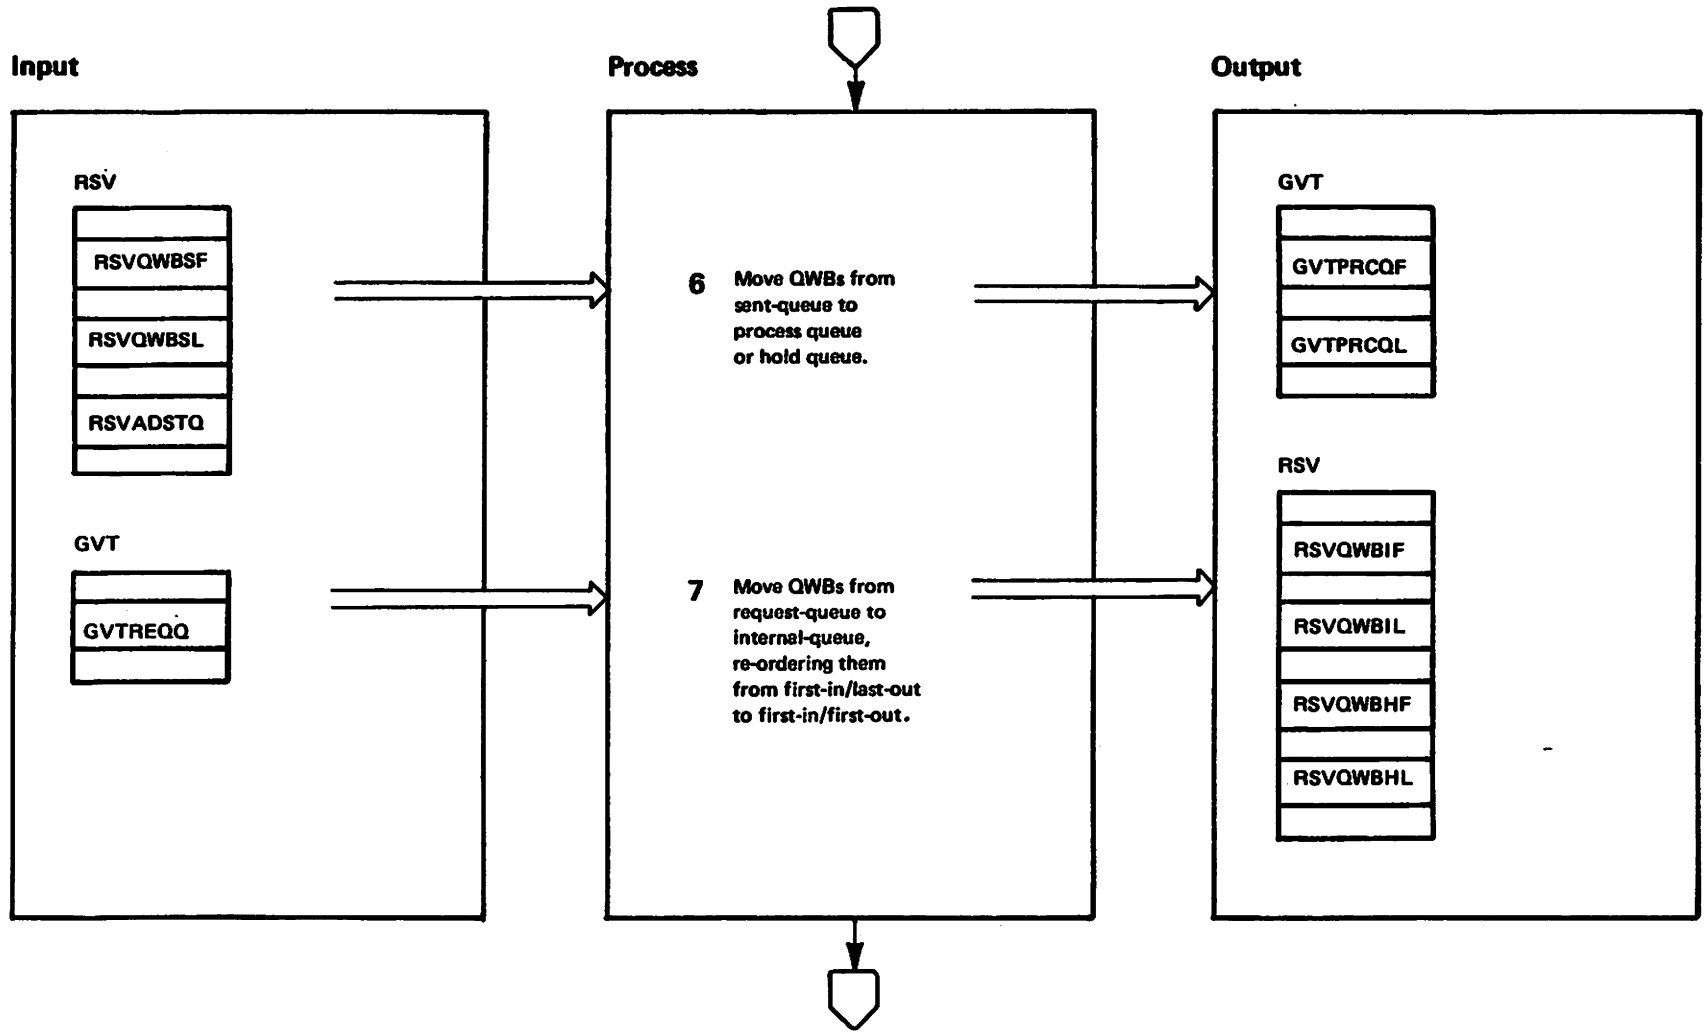 Input
Process
Output
RSV
RSVQWBSF
RSVQWBSL
RSVADSTQ
GVT
GVTREQQ
6 Move QWBs from
sent-queue to
process queue
or hold queue.
7 Move QWBs from
request-queue to
internal-queue,
re-ordering them
from first-in/last-out
to first-in/first-out.
GVT
GVTPRCQF
GVTPRCQL
RSV
RSVQWBIF
RSVQWBIL
RSVQWBHF
RSVQWBHL